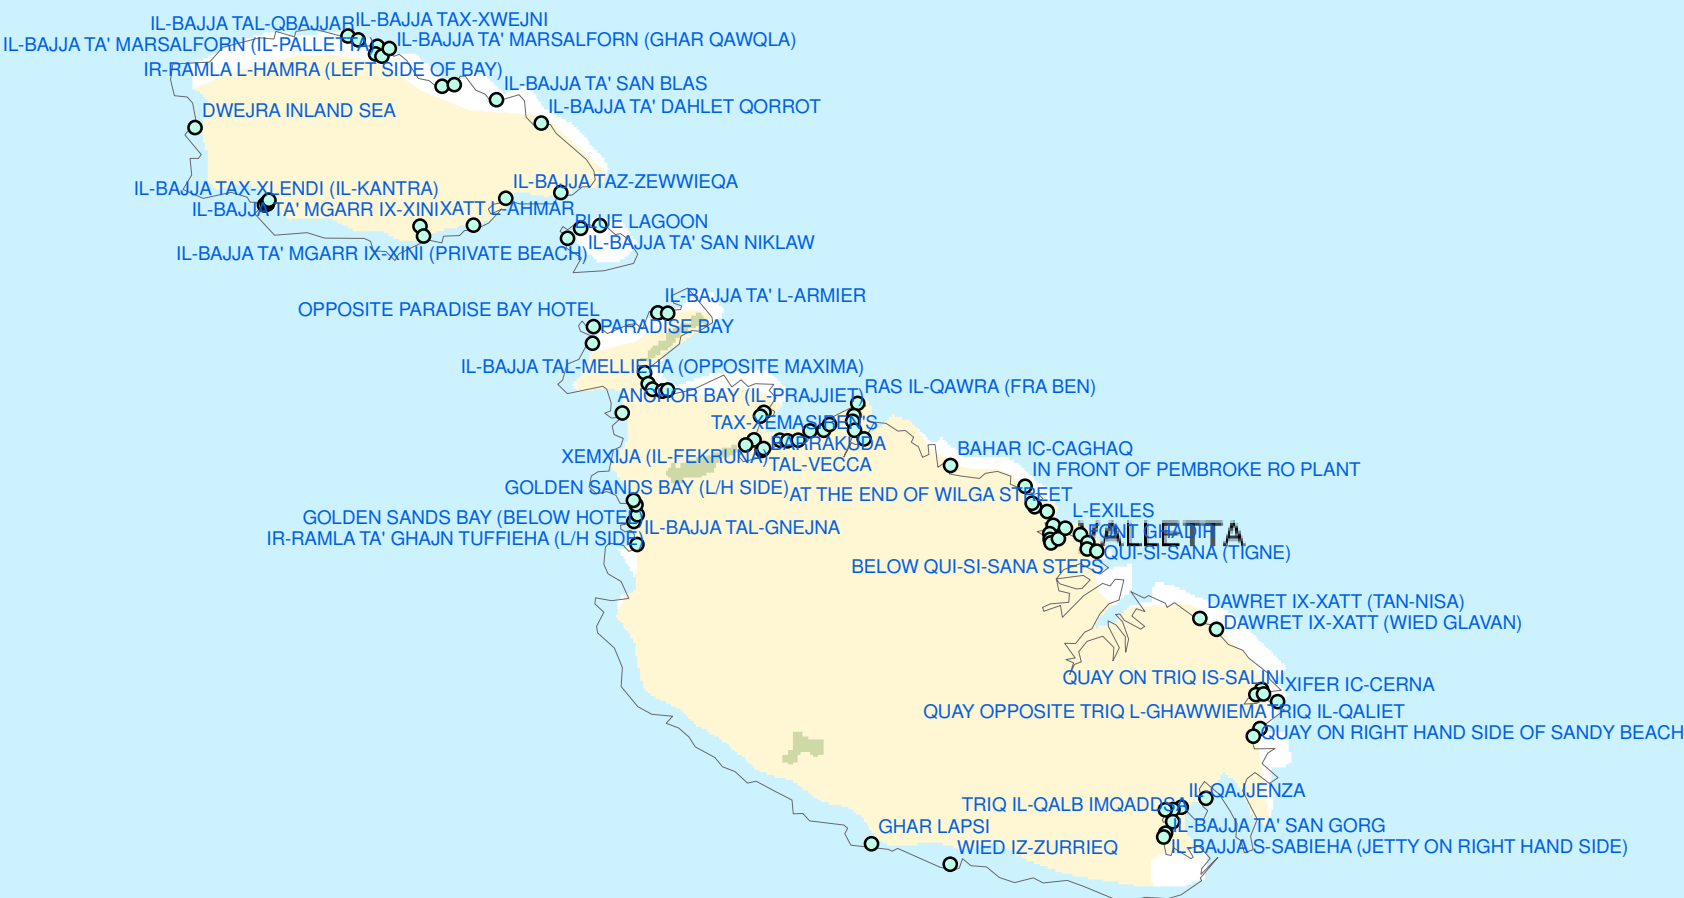 IL-BAJJA TAL-QBAJJAR
IL-BAJJA TAX-XWEJNI
IL-BAJJA TA' MARSALFORN (IL-PALLETTA)
IL-BAJJA TA' MARSALFORN (GHAR QAWQLA)
IR-RAMLA L-HAMRA (LEFT SIDE OF BAY)
IL-BAJJA TA' SAN BLAS
IL-BAJJA TA' DAHLET QORROT
DWEJRA INLAND SEA
IL-BAJJA TAZ-ZEWWIEQA
IL-BAJJA TAX-XLENDI (IL-KANTRA)
IL-BAJJA TA' MGARR IX-XINI
XATT L-AHMAR
BLUE LAGOON
IL-BAJJA TA' SAN NIKLAW
IL-BAJJA TA' MGARR IX-XINI (PRIVATE BEACH)
IL-BAJJA TA' L-ARMIER
OPPOSITE PARADISE BAY HOTEL
PARADISE BAY
IL-BAJJA TAL-MELLIEHA (OPPOSITE MAXIMA)
RAS IL-QAWRA (FRA BEN)
ANCHOR BAY (IL-PRAJJIET)
TAX-XEMA
SIREN'S
BARRAKUDA
BAHAR IC-CAGHAQ
XEMXIJA (IL-FEKRUNA)
TAL-VECCA
IN FRONT OF PEMBROKE RO PLANT
GOLDEN SANDS BAY (L/H SIDE)
AT THE END OF WILGA STREET
L-EXILES
GOLDEN SANDS BAY (BELOW HOTEL)
IL-BAJJA TAL-GNEJNA
FONT GHADIR
VALLETTA
IR-RAMLA TA' GHAJN TUFFIEHA (L/H SIDE)
QUI-SI-SANA (TIGNE)
BELOW QUI-SI-SANA STEPS
DAWRET IX-XATT (TAN-NISA)
DAWRET IX-XATT (WIED GLAVAN)
QUAY ON TRIQ IS-SALINI
XIFER IC-CERNA
QUAY OPPOSITE TRIQ L-GHAWWIEMA
TRIQ IL-QALIET
QUAY ON RIGHT HAND SIDE OF SANDY BEACH
IL-QAJJENZA
TRIQ IL-QALB IMQADDSA
IL-BAJJA TA' SAN GORG
GHAR LAPSI
WIED IZ-ZURRIEQ
IL-BAJJA S-SABIEHA (JETTY ON RIGHT HAND SIDE)